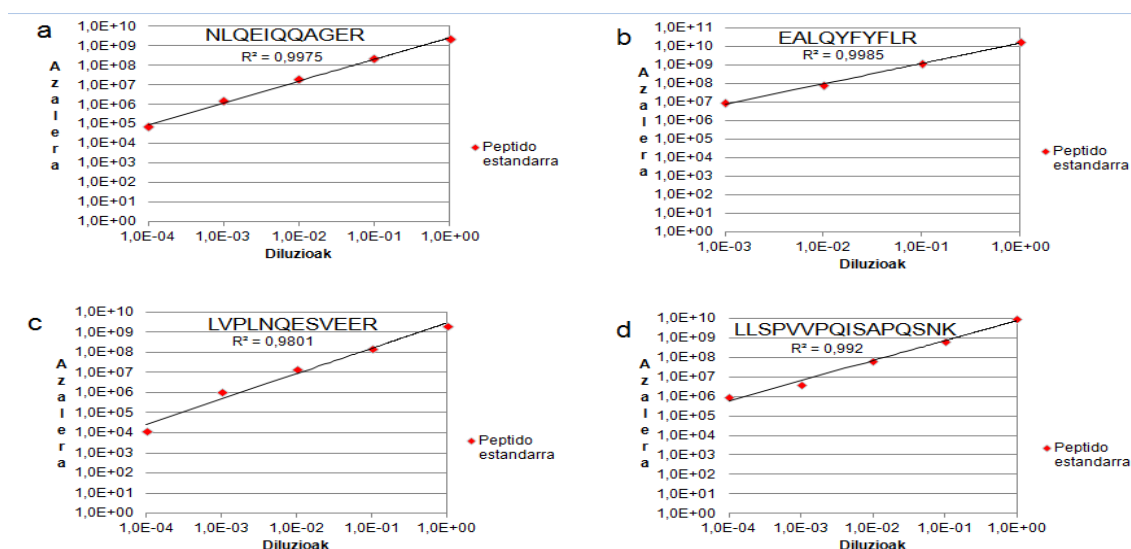 a
NLQEIQQAGER
R² = 0,9975
1,0E+10
1,0E+09
1,0E+08
1,0E+07
1,0E+06
1,0E+05
1,0E+04
1,0E+03
1,0E+02
1,0E+01
1,0E+00
Azalera
1,0E-04 1,0E-03 1,0E-02 1,0E-01 1,0E+00
Diluzioak
Peptido
estandarra
b
EALQYFYFLR
R² = 0,9985
1,0E+11
1,0E+10
1,0E+09
1,0E+08
1,0E+07
1,0E+06
1,0E+05
1,0E+04
1,0E+03
1,0E+02
1,0E+01
1,0E+00
Azalera
1,0E-03 1,0E-02 1,0E-01 1,0E+00
Diluzioak
Peptido
estandarra
c
LVPLNQESVEER
R² = 0,9801
1,0E+10
1,0E+09
1,0E+08
1,0E+07
1,0E+06
1,0E+05
1,0E+04
1,0E+03
1,0E+02
1,0E+01
1,0E+00
Azalera
1,0E-04 1,0E-03 1,0E-02 1,0E-01 1,0E+00
Diluzioak
Peptido
estandarra
d
LLSPVVPQISAPQSNK
R² = 0,992
1,0E+10
1,0E+09
1,0E+08
1,0E+07
1,0E+06
1,0E+05
1,0E+04
1,0E+03
1,0E+02
1,0E+01
1,0E+00
Azalera
1,0E-04 1,0E-03 1,0E-02 1,0E-01 1,0E+00
Diluzioak
Peptido
estandarra